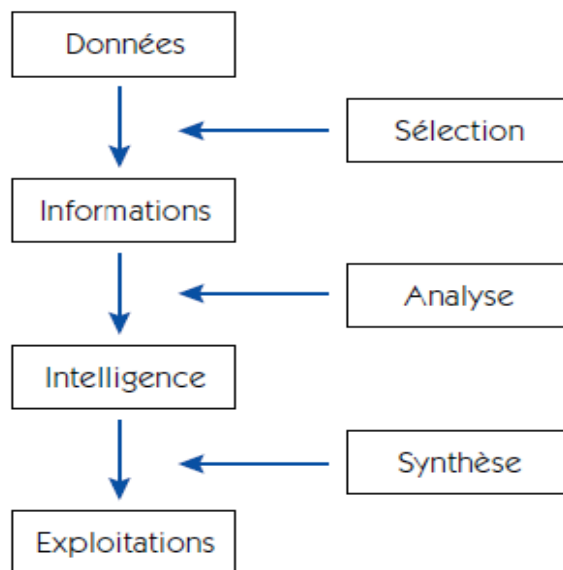 Données
Sélection
Informations
Analyse
Intelligence
Synthèse
Exploitations